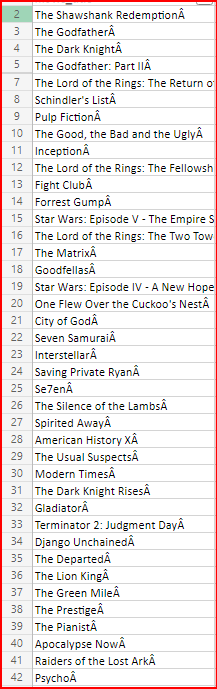 2 The Shawshank RedemptionÂ
3 The GodfatherÂ
4 The Dark KnightÂ
5 The Godfather: Part IIÂ
7 The Lord of the Rings: The Return o
8 Schindler's ListÂ
9 Pulp FictionÂ
10 The Good, the Bad and the UglyÂ
11 InceptionÂ
12 The Lord of the Rings: The Fellowsh
13 Fight ClubÂ
14 Forrest GumpÂ
15 Star Wars: Episode V - The Empire S
16 The Lord of the Rings: The Two Tow
17 The MatrixÂ
18 GoodfellasÂ
19 Star Wars: Episode IV - A New Hope
20 One Flew Over the Cuckoo's NestÂ
21 City of GodÂ
22 Seven SamuraiÂ
23 InterstellarÂ
24 Saving Private RyanÂ
25 Se7enÂ
26 The Silence of the LambsÂ
27 Spirited AwayÂ
28 American History XÂ
29 The Usual SuspectsÂ
30 Modern TimesÂ
31 The Dark Knight RisesÂ
32 GladiatorÂ
33 Terminator 2: Judgment DayÂ
34 Django UnchainedÂ
35 The DepartedÂ
36 The Lion KingÂ
37 The Green MileÂ
38 The PrestigeÂ
39 The PianistÂ
40 Apocalypse NowÂ
41 Raiders of the Lost ArkÂ
42 PsychoÂ